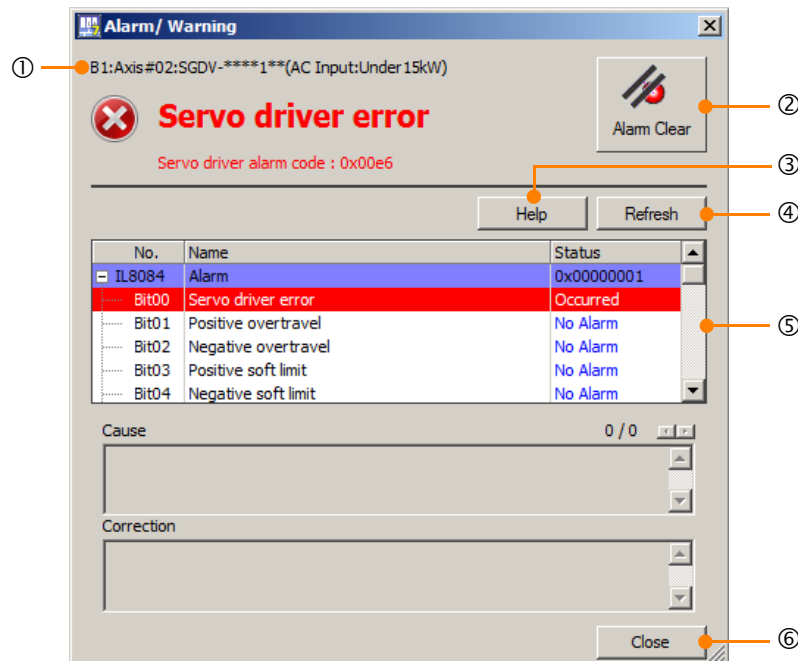 Alarm/ Warning
① B1:Axis#02:SGDV-****1**(AC Input:Under15kW)
Servo driver error
Alarm Clear ②
Servo driver alarm code : 0x00e6
③
Help Refresh ④
No. Name Status
IL8084 Alarm 0x00000001
Bit00 Servo driver error Occurred
Bit01 Positive overtravel No Alarm
⑤
Bit02 Negative overtravel No Alarm
Bit03 Positive soft limit No Alarm
Bit04 Negative soft limit No Alarm
Cause 0 / 0
Correction
Close ⑥